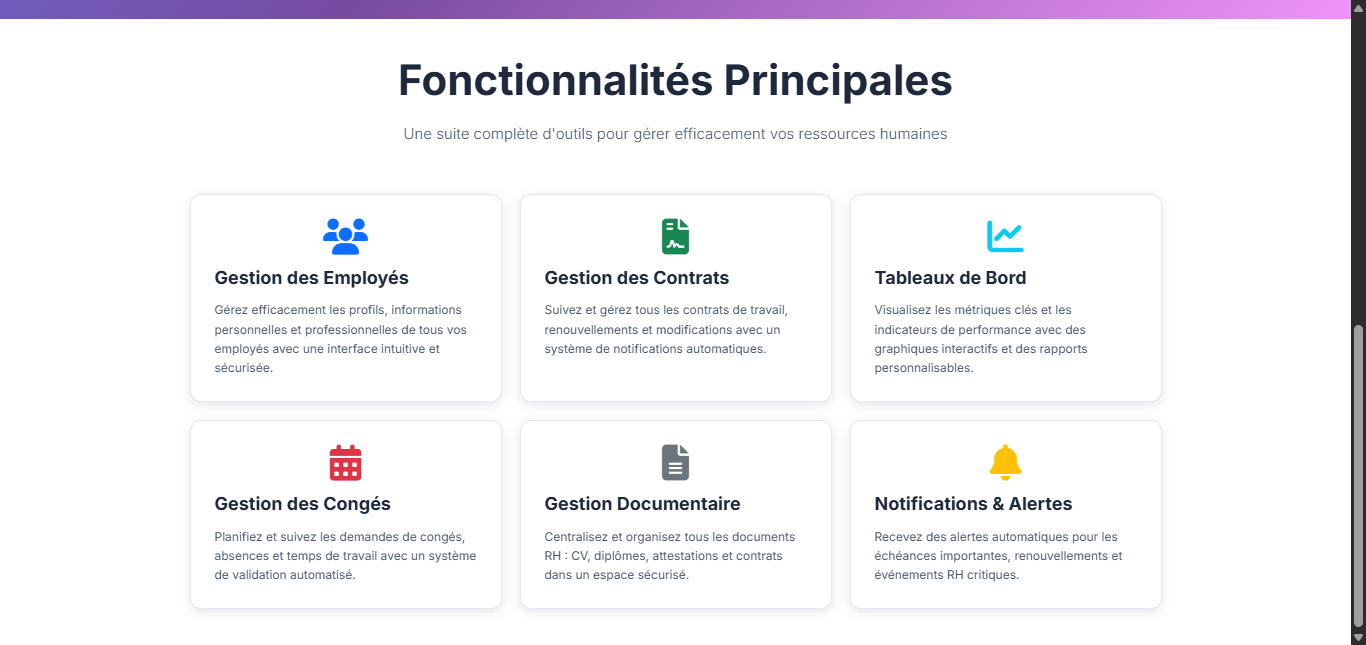 Fonctionnalités Principales
Une suite complète d'outils pour gérer efficacement vos ressources humaines
Gestion des Employés
Gérez efficacement les profils, informations
personnelles et professionnelles de tous vos
employés avec une interface intuitive et
sécurisée.
Gestion des Contrats
Suivez et gérez tous les contrats de travail,
renouvellements et modifications avec un
système de notifications automatiques.
Tableaux de Bord
Visualisez les métriques clés et les
indicateurs de performance avec des
graphiques interactifs et des rapports
personnalisables.
Gestion des Congés
Planifiez et suivez les demandes de congés,
absences et temps de travail avec un système
de validation automatisé.
Gestion Documentaire
Centralisez et organisez tous les documents
RH : CV, diplômes, attestations et contrats
dans un espace sécurisé.
Notifications & Alertes
Recevez des alertes automatiques pour les
échéances importantes, renouvellements et
événements RH critiques.